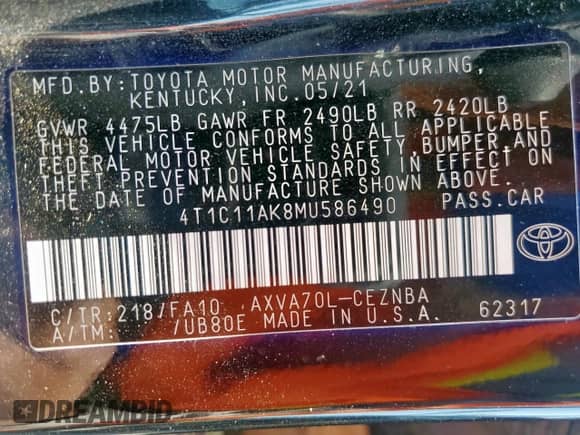 MFD.BY:TOYOTA MOTOR MANUFACTURING,
KENTUCKY, INC. 05/21
GVWR 4475LB GAWR FR 2490LB RR 2420LB
THIS VEHICLE CONFORMS TO ALL APPLICABLE
FEDERAL MOTOR VEHICLE SAFETY, BUMPER, AND
THEFT PREVENTION STANDARDS IN EFFECT ON
THE DATE OF MANUFACTURE SHOWN ABOVE.
4T1C11AK8MU586490 PASS.CAR
C/TR:218/FA10 AXVA70L-CEZNBA
A/TM: /UB80E MADE IN U.S.A. 62317
DREAMBID